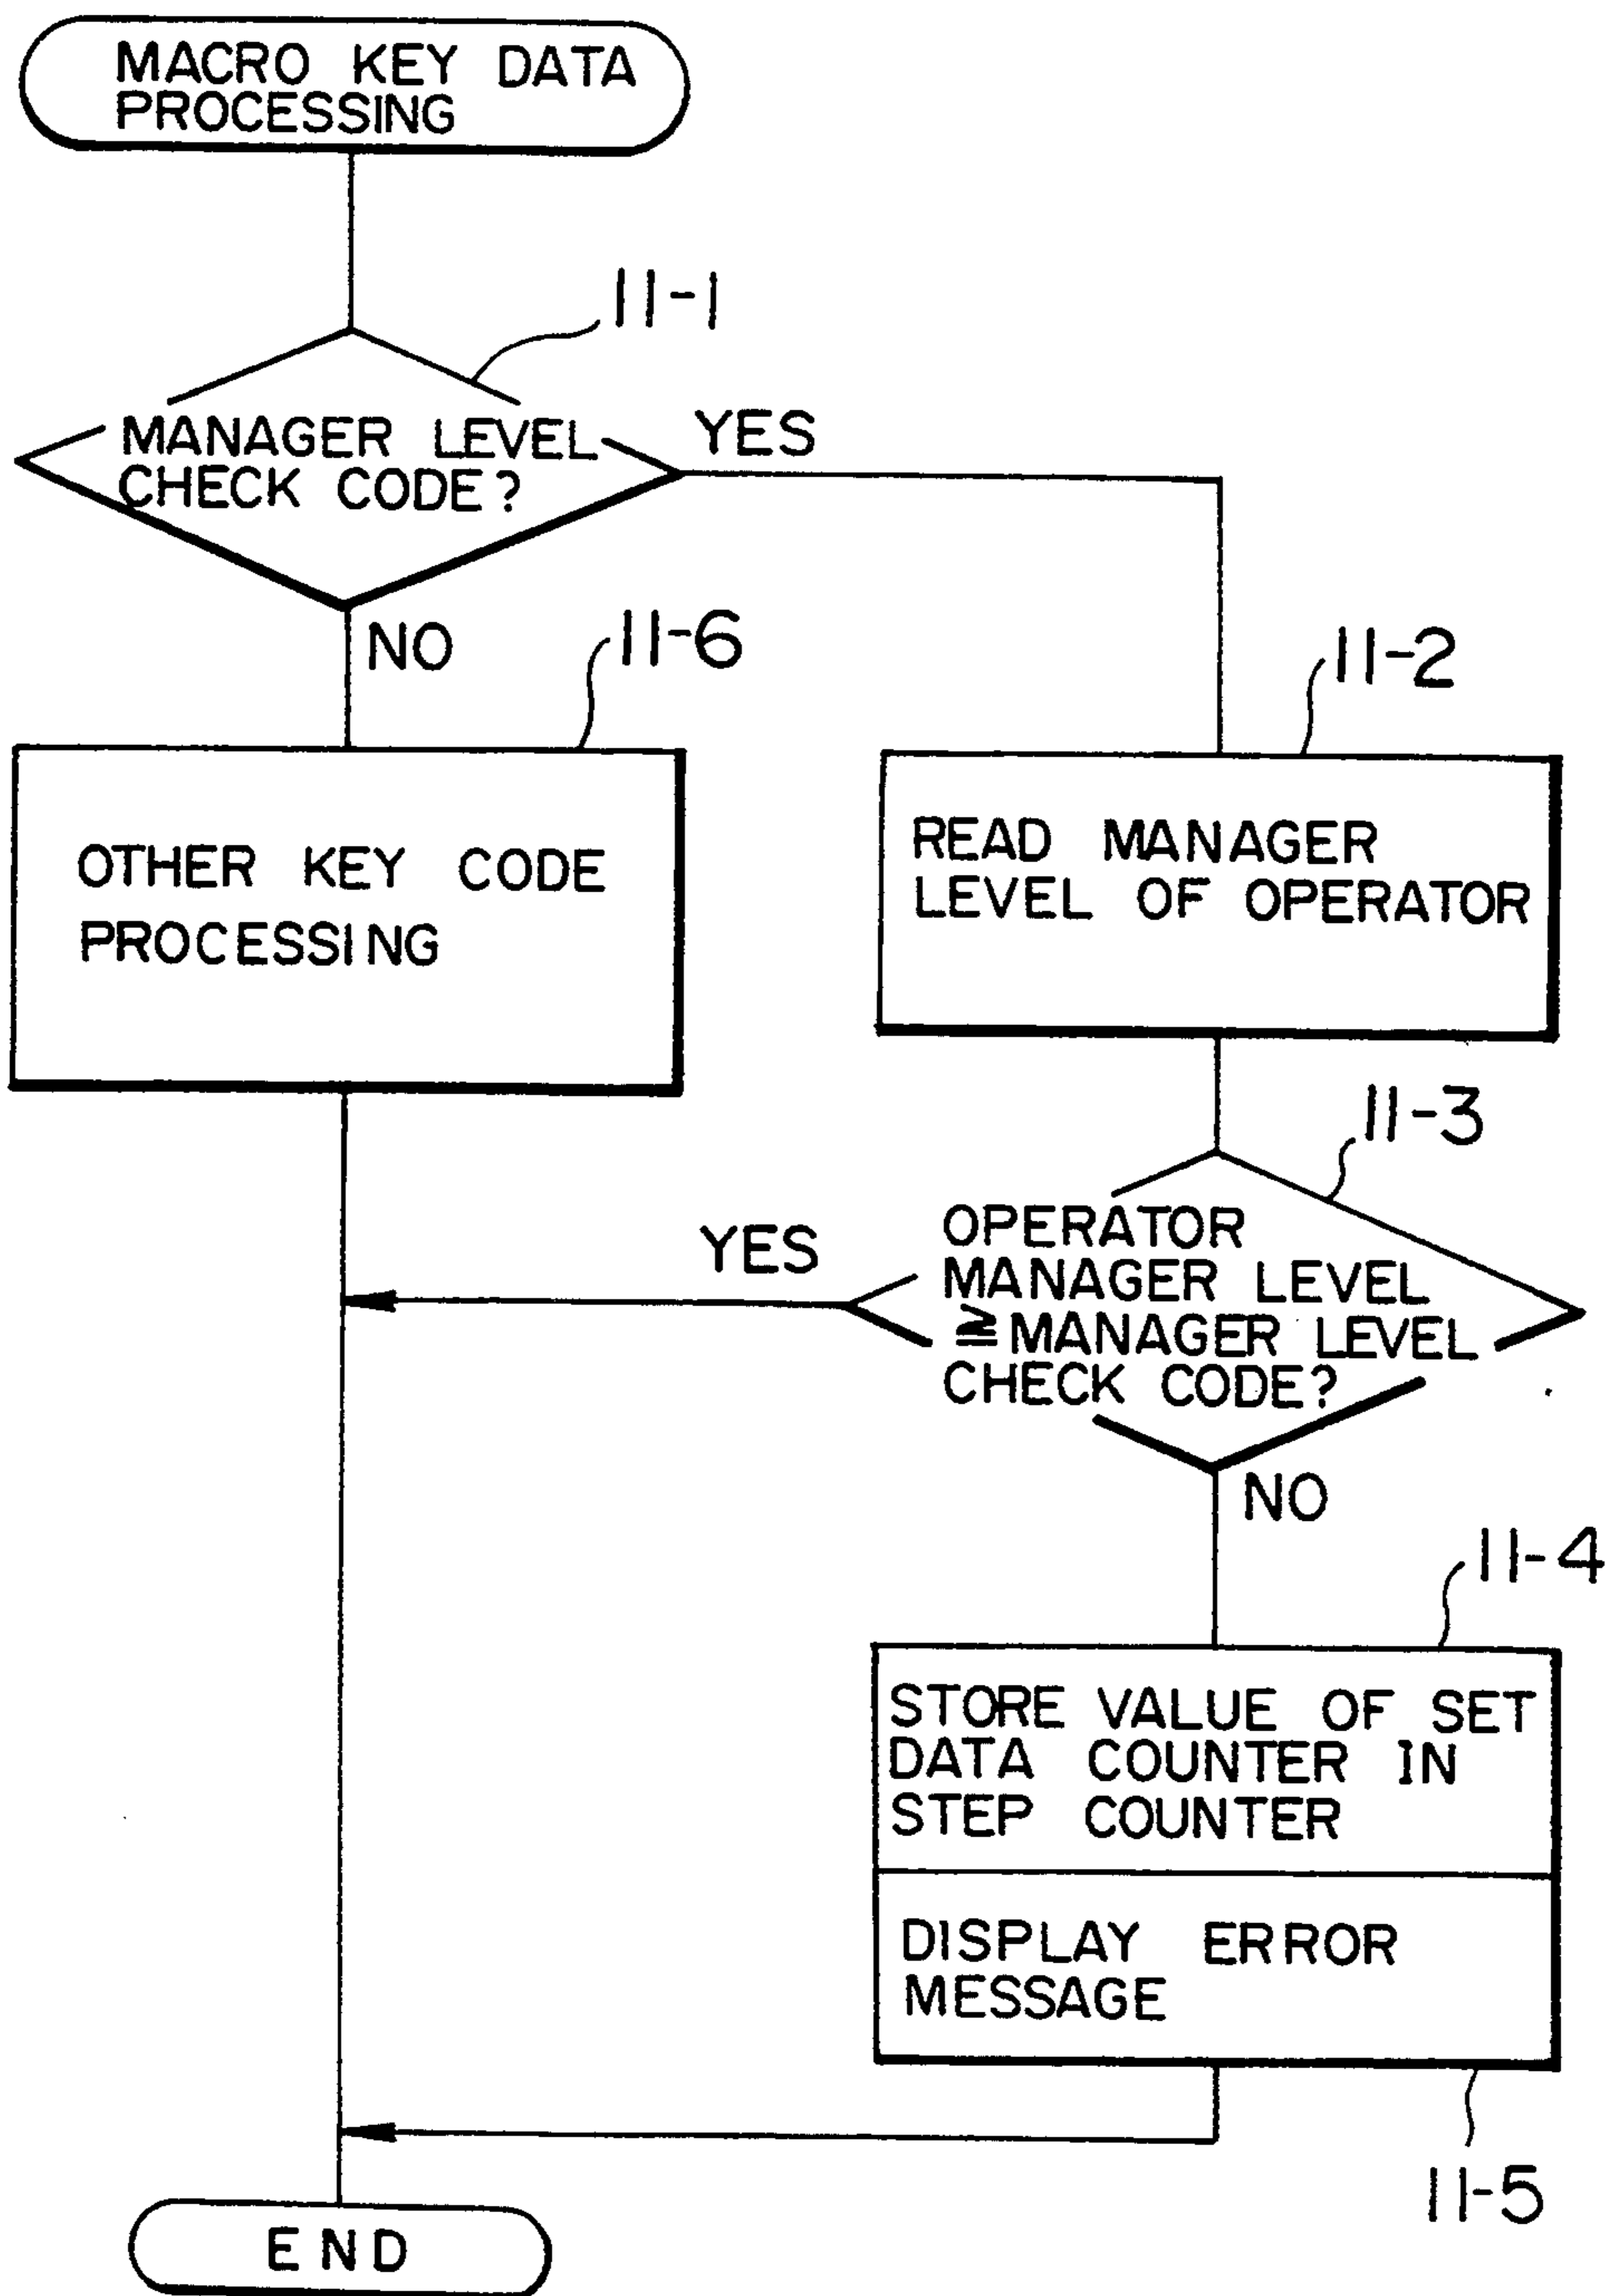 MACRO KEY DATA
PROCESSING
11-1
MANAGER LEVEL
CHECK CODE?
YES
NO
11-6
11-2
OTHER KEY CODE
PROCESSING
READ MANAGER
LEVEL OF OPERATOR
11-3
YES
OPERATOR
MANAGER LEVEL
≧MANAGER LEVEL
CHECK CODE?
NO
11-4
STORE VALUE OF SET
DATA COUNTER IN
STEP COUNTER
DISPLAY ERROR
MESSAGE
11-5
END